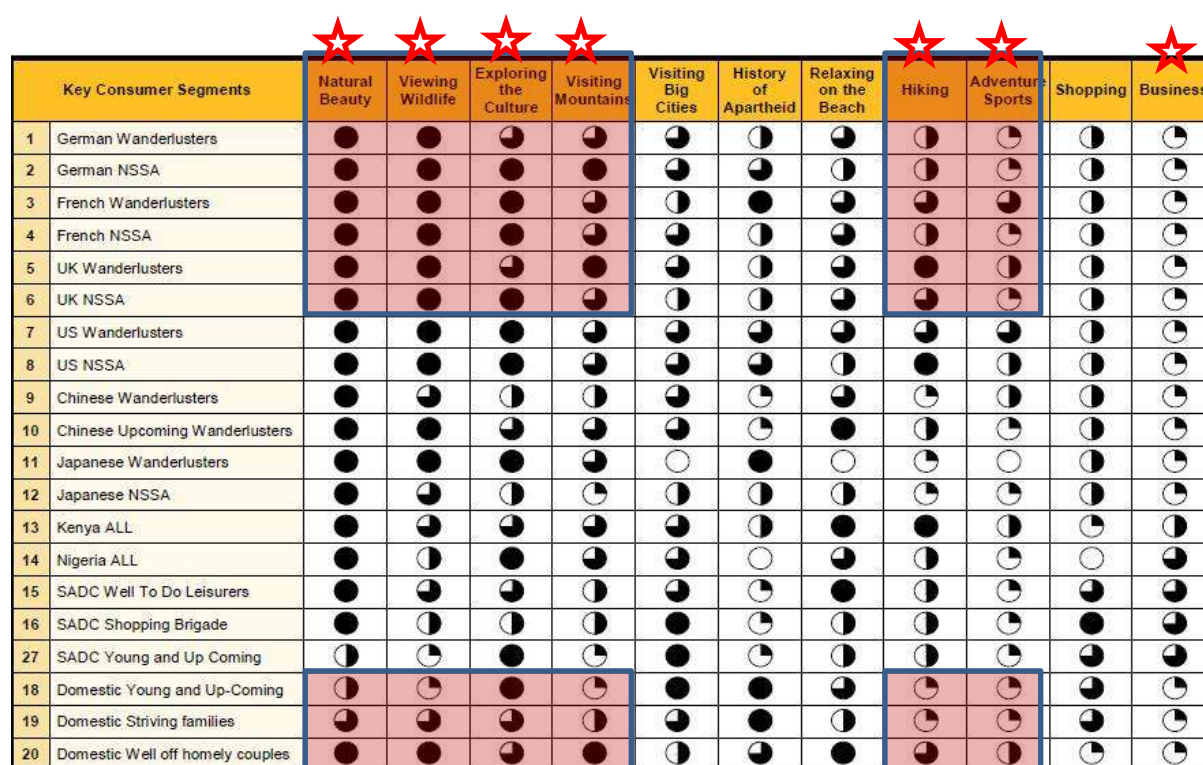 Key Consumer Segments
Natural Beauty
Viewing Wildlife
Exploring the Culture
Visiting Mountains
Visiting Big Cities
History of Apartheid
Relaxing on the Beach
Hiking
Adventure Sports
Shopping
Business
1 German Wanderlusters
2 German NSSA
3 French Wanderlusters
4 French NSSA
5 UK Wanderlusters
6 UK NSSA
7 US Wanderlusters
8 US NSSA
9 Chinese Wanderlusters
10 Chinese Upcoming Wanderlusters
11 Japanese Wanderlusters
12 Japanese NSSA
13 Kenya ALL
14 Nigeria ALL
15 SADC Well To Do Leisurers
16 SADC Shopping Brigade
27 SADC Young and Up Coming
18 Domestic Young and Up-Coming
19 Domestic Striving families
20 Domestic Well off homely couples